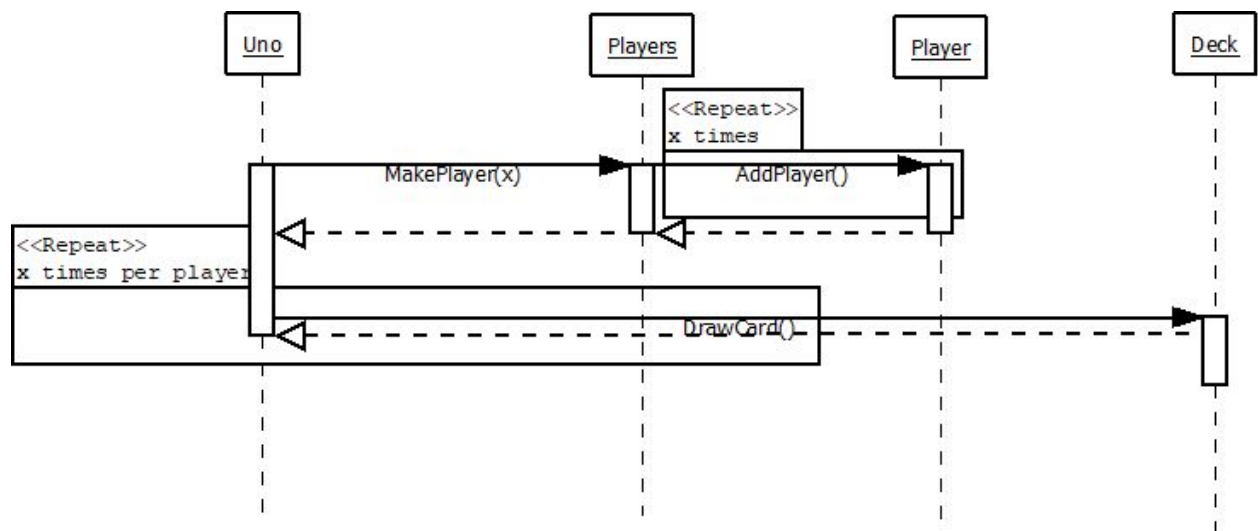 Uno
Players
Player
Deck
<<Repeat>>
x times
MakePlayer(x)
AddPlayer()
<<Repeat>>
x times per player
DrawCard()